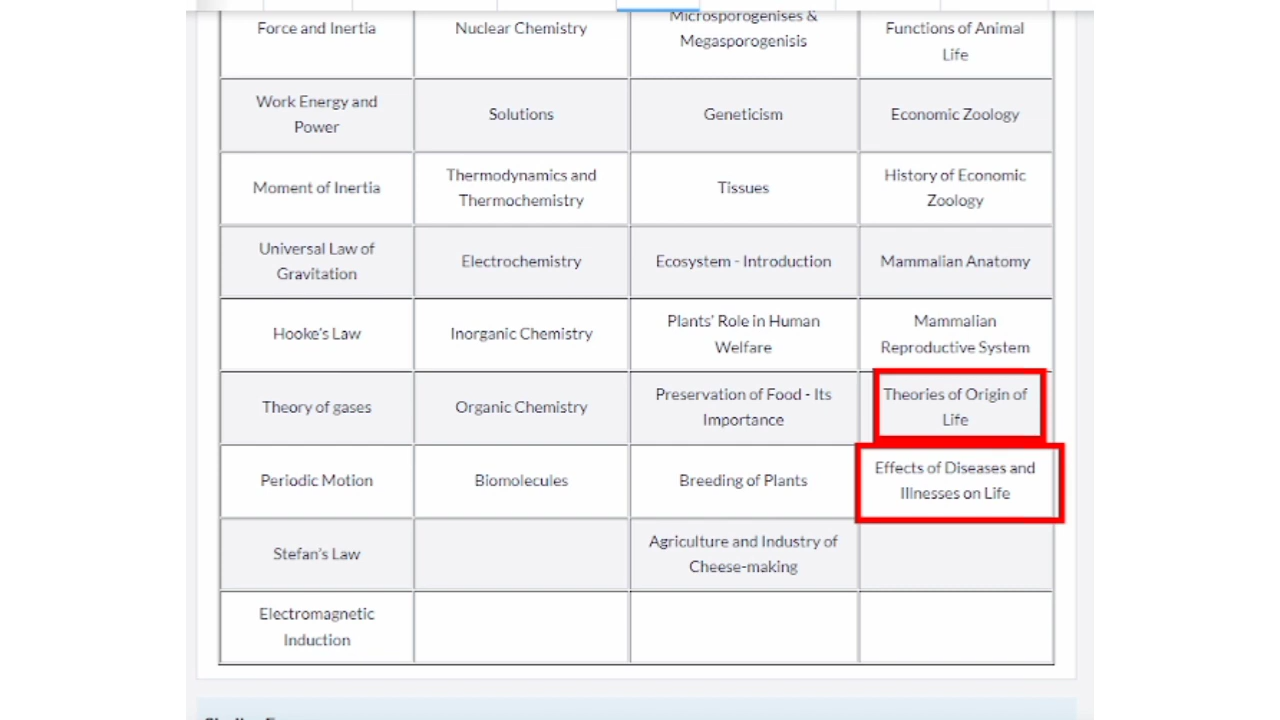 Force and Inertia
Nuclear Chemistry
Microsporogenises &
Megasporogenisis
Functions of Animal
Life
Work Energy and
Power
Solutions
Geneticism
Economic Zoology
Moment of Inertia
Thermodynamics and
Thermochemistry
Tissues
History of Economic
Zoology
Universal Law of
Gravitation
Electrochemistry
Ecosystem - Introduction
Mammalian Anatomy
Hooke's Law
Inorganic Chemistry
Plants' Role in Human
Welfare
Mammalian
Reproductive System
Theory of gases
Organic Chemistry
Preservation of Food - Its
Importance
Theories of Origin of
Life
Periodic Motion
Biomolecules
Breeding of Plants
Effects of Diseases and
Illnesses on Life
Stefan's Law
Agriculture and Industry of
Cheese-making
Electromagnetic
Induction